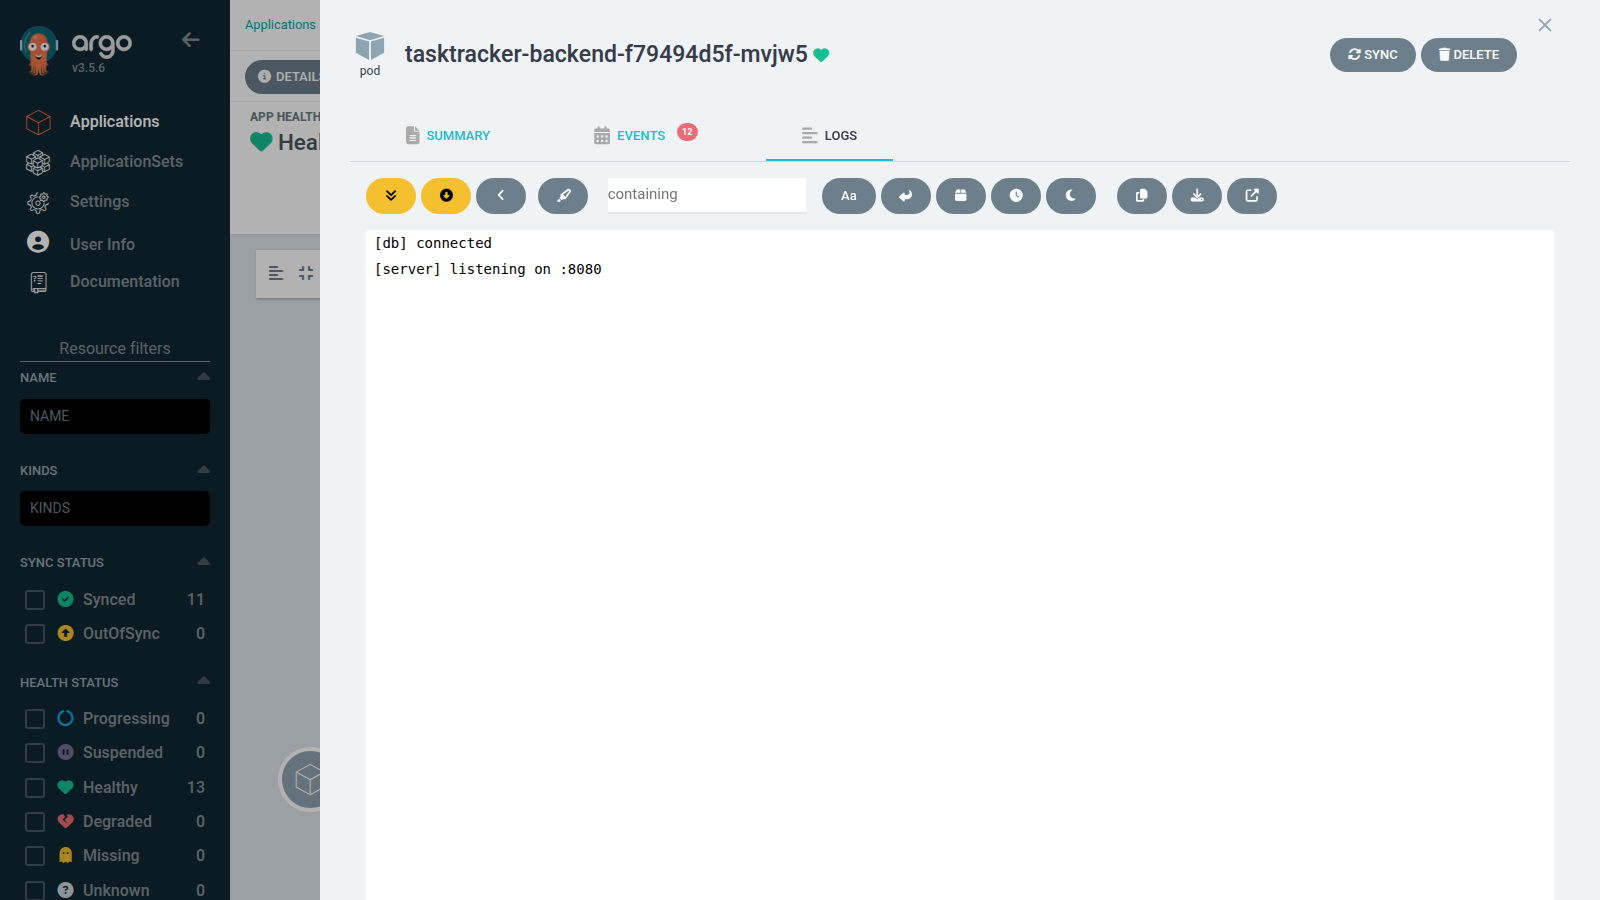 argo
v3.5.6
Applications
ApplicationSets
Settings
User Info
Documentation
Resource filters
NAME
NAME
KINDS
KINDS
SYNC STATUS
Synced 11
OutOfSync 0
HEALTH STATUS
Progressing 0
Suspended 0
Healthy 13
Degraded 0
Missing 0
Unknown 0
Applications
DETAILS
APP HEALTH
Heal
pod
tasktracker-backend-f79494d5f-mvjw5
SYNC
DELETE
SUMMARY
EVENTS 12
LOGS
containing
Aa
[db] connected
[server] listening on :8080